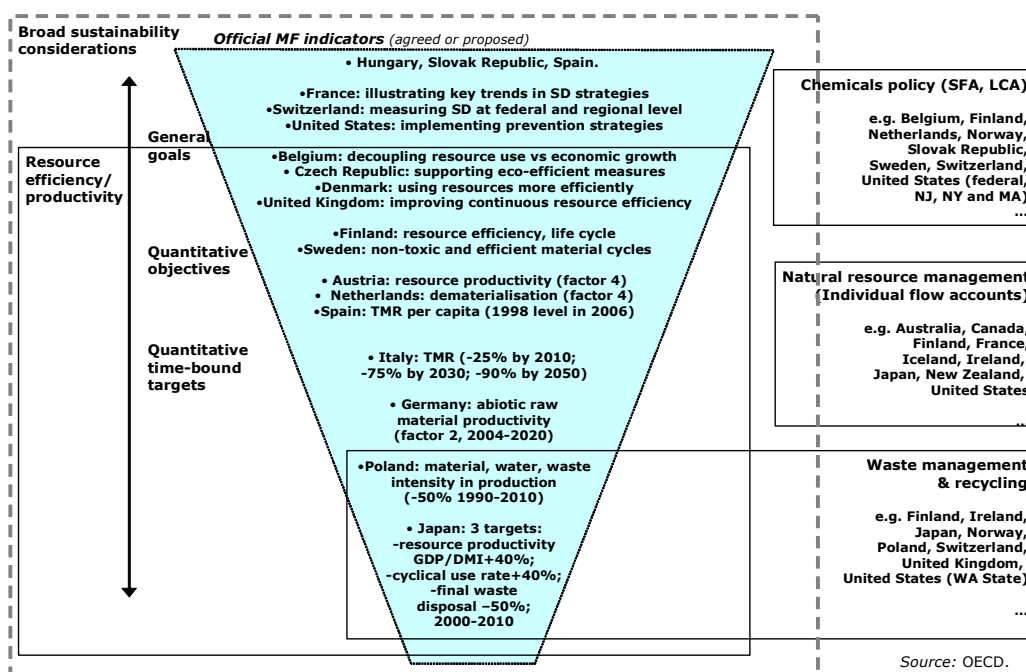 Broad sustainability
considerations
Official MF indicators (agreed or proposed)
• Hungary, Slovak Republic, Spain.
•France: illustrating key trends in SD strategies
•Switzerland: measuring SD at federal and regional level
•United States: implementing prevention strategies
General
goals
Resource
efficiency/
productivity
•Belgium: decoupling resource use vs economic growth
• Czech Republic: supporting eco-efficient measures
•Denmark: using resources more efficiently
•United Kingdom: improving continuous resource efficiency
•Finland: resource efficiency, life cycle
•Sweden: non-toxic and efficient material cycles
Quantitative
objectives
• Austria: resource productivity (factor 4)
• Netherlands: dematerialisation (factor 4)
•Spain: TMR per capita (1998 level in 2006)
Quantitative
time-bound
targets
• Italy: TMR (-25% by 2010;
-75% by 2030; -90% by 2050)
• Germany: abiotic raw
material productivity
(factor 2, 2004-2020)
•Poland: material, water, waste
intensity in production
(-50% 1990-2010)
• Japan: 3 targets:
-resource productivity
GDP/DMI+40%;
-cyclical use rate+40%;
-final waste
disposal –50%;
2000-2010
Chemicals policy (SFA, LCA)
e.g. Belgium, Finland,
Netherlands, Norway,
Slovak Republic,
Sweden, Switzerland,
United States (federal,
NJ, NY and MA)
...
Natural resource management
(Individual flow accounts)
e.g. Australia, Canada,
Finland, France,
Iceland, Ireland,
Japan, New Zealand,
United States
...
Waste management
& recycling
e.g. Finland, Ireland,
Japan, Norway,
Poland, Switzerland,
United Kingdom,
United States (WA State)
...
Source: OECD.